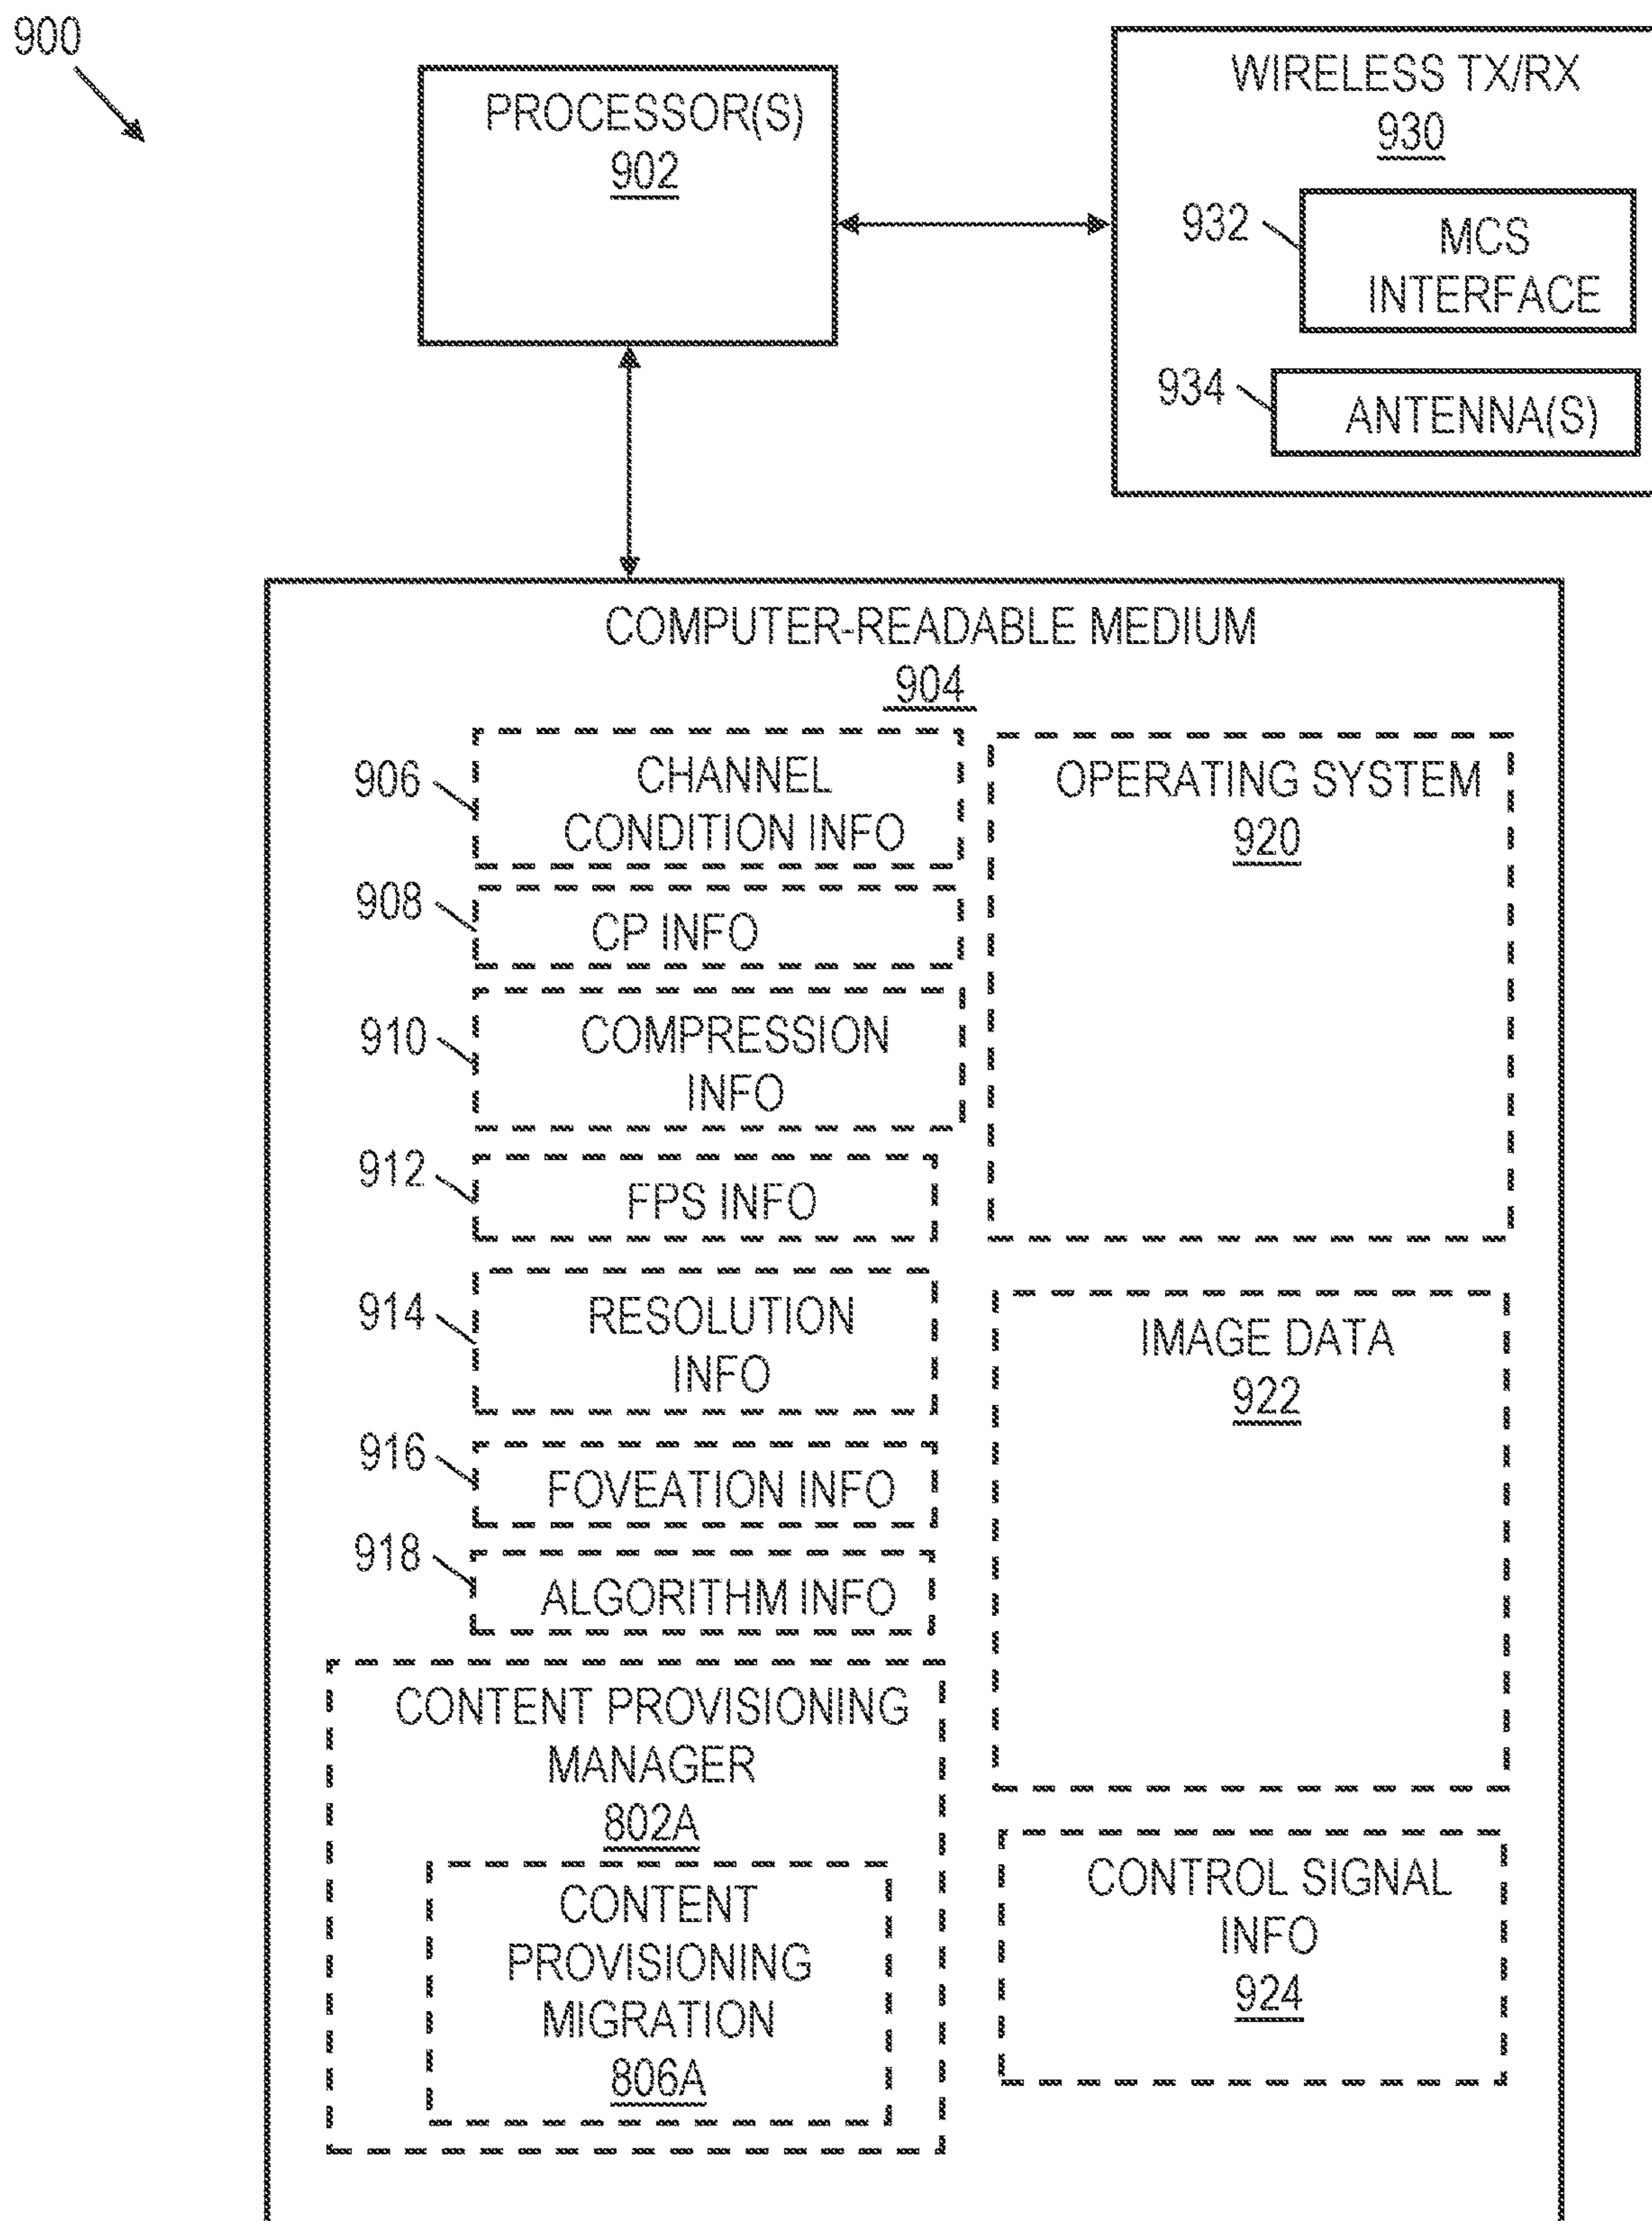 900
PROCESSOR(S)
902
WIRELESS TX/RX
930
932
MCS
INTERFACE
934
ANTENNA(S)
COMPUTER-READABLE MEDIUM
904
906
CHANNEL
CONDITION INFO
908
CP INFO
910
COMPRESSION
INFO
912
FPS INFO
914
RESOLUTION
INFO
916
FOVEATION INFO
918
ALGORITHM INFO
CONTENT PROVISIONING
MANAGER
802A
CONTENT
PROVISIONING
MIGRATION
806A
OPERATING SYSTEM
920
IMAGE DATA
922
CONTROL SIGNAL
INFO
924